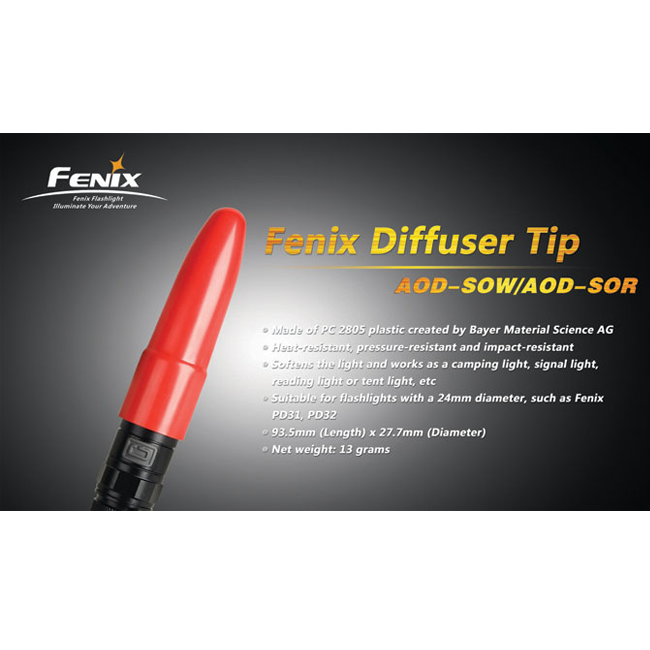 FENIX
Fenix Flashlight
Illuminate Your Adventure
Fenix Diffuser Tip
AOD-SOW/AOD-SOR
Made of PC 2805 plastic created by Bayer Material Science AG
Heat-resistant, pressure-resistant and impact-resistant
Softens the light and works as a camping light, signal light,
reading light or tent light, etc
Suitable for flashlights with a 24mm diameter, such as Fenix
PD31, PD32
93.5mm (Length) x 27.7mm (Diameter)
Net weight: 13 grams